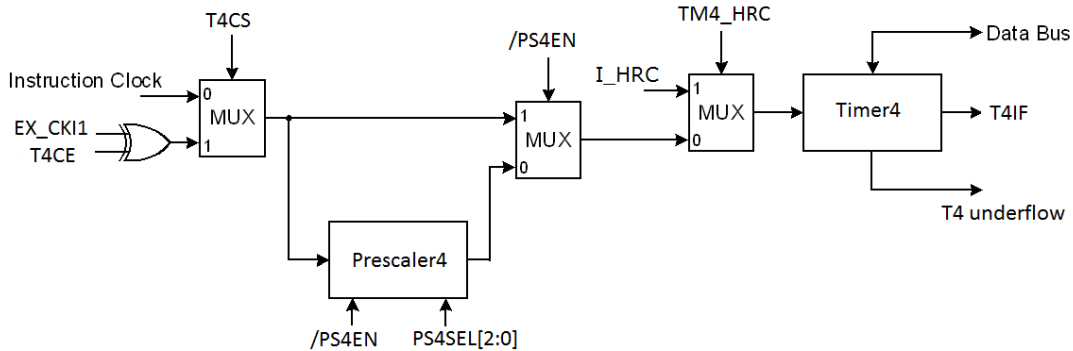 T4CS
TM4_HRC
/PS4EN
Data Bus
Instruction Clock
0
I_HRC
1
MUX
MUX
Timer4
T4IF
EX_CKI1
1
1
MUX
0
T4CE
0
T4 underflow
Prescaler4
/PS4EN
PS4SEL[2:0]